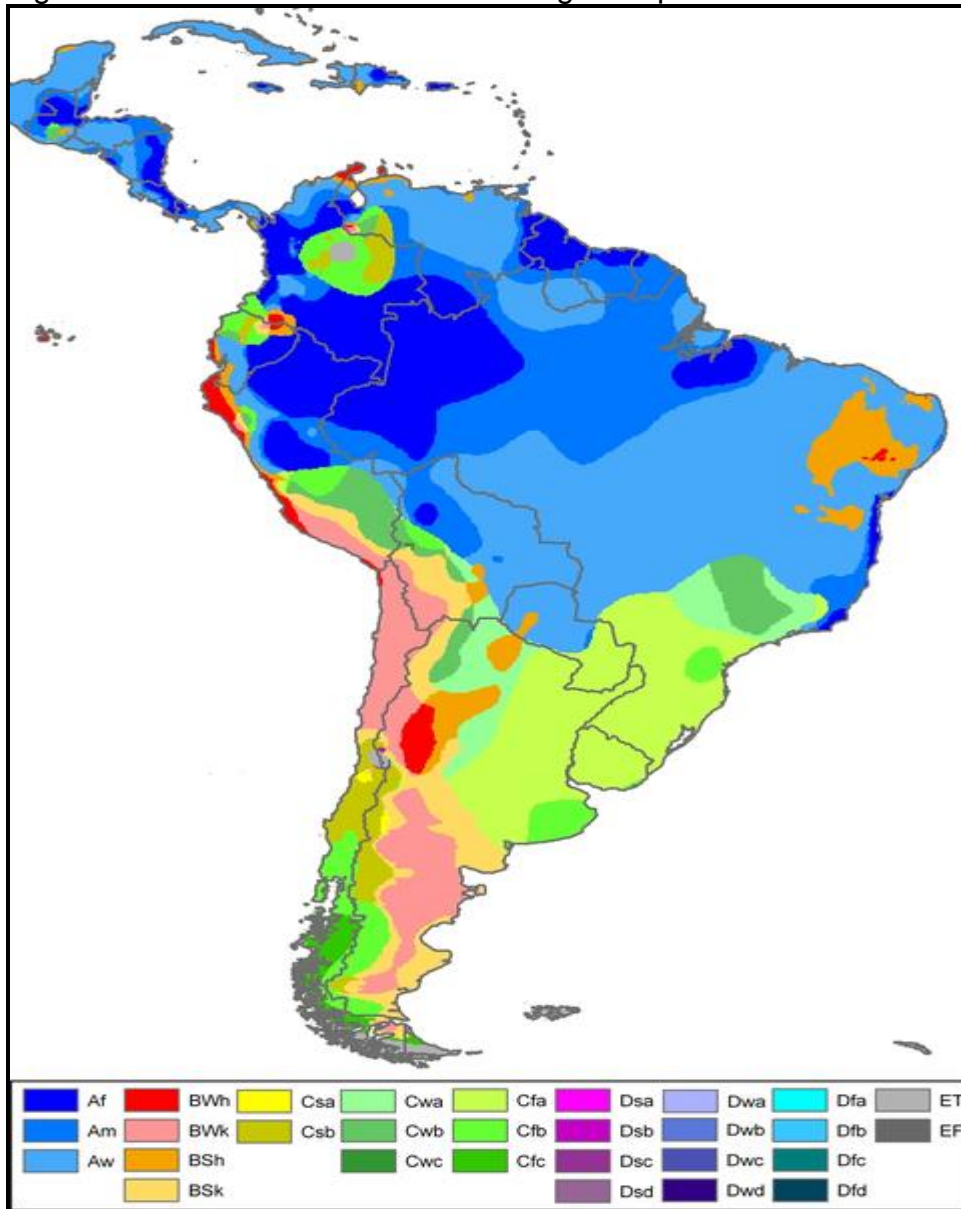 Af BWh Csa Cwa Cfa Dsa Dwa Dfa ET
Am BWk Csb Cwb Cfb Dsb Dwb Dfb EF
Aw BSh Cwc Cfc Dsc Dwc Dfc
BSk Dsd Dwd Dfd